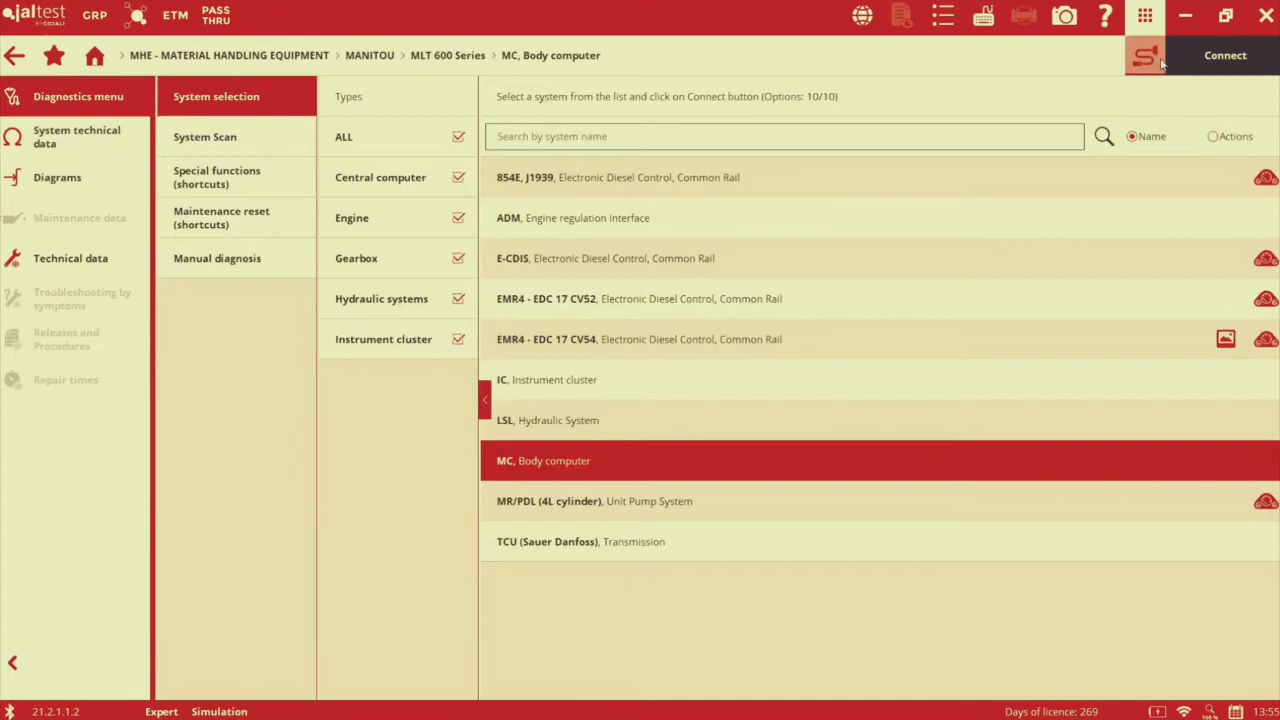 jaltest
BY COJALI
GRP
ETM
PASS
THRU
MHE - MATERIAL HANDLING EQUIPMENT
MANITOU
MLT 600 Series
MC, Body computer
Connect
Diagnostics menu
System technical
data
Diagrams
Maintenance data
Technical data
Troubleshooting by
symptoms
Releases and
Procedures
Repair times
System selection
System Scan
Special functions
(shortcuts)
Maintenance reset
(shortcuts)
Manual diagnosis
Types
ALL
Central computer
Engine
Gearbox
Hydraulic systems
Instrument cluster
Select a system from the list and click on Connect button (Options: 10/10)
Search by system name
Name
Actions
854E, J1939, Electronic Diesel Control, Common Rail
ADM, Engine regulation interface
E-CDIS, Electronic Diesel Control, Common Rail
EMR4 - EDC 17 CV52, Electronic Diesel Control, Common Rail
EMR4 - EDC 17 CV54, Electronic Diesel Control, Common Rail
IC, Instrument cluster
LSL, Hydraulic System
MC, Body computer
MR/PDL (4L cylinder), Unit Pump System
TCU (Sauer Danfoss), Transmission
21.2.1.1.2
Expert
Simulation
Days of licence: 269
100 %
13:55